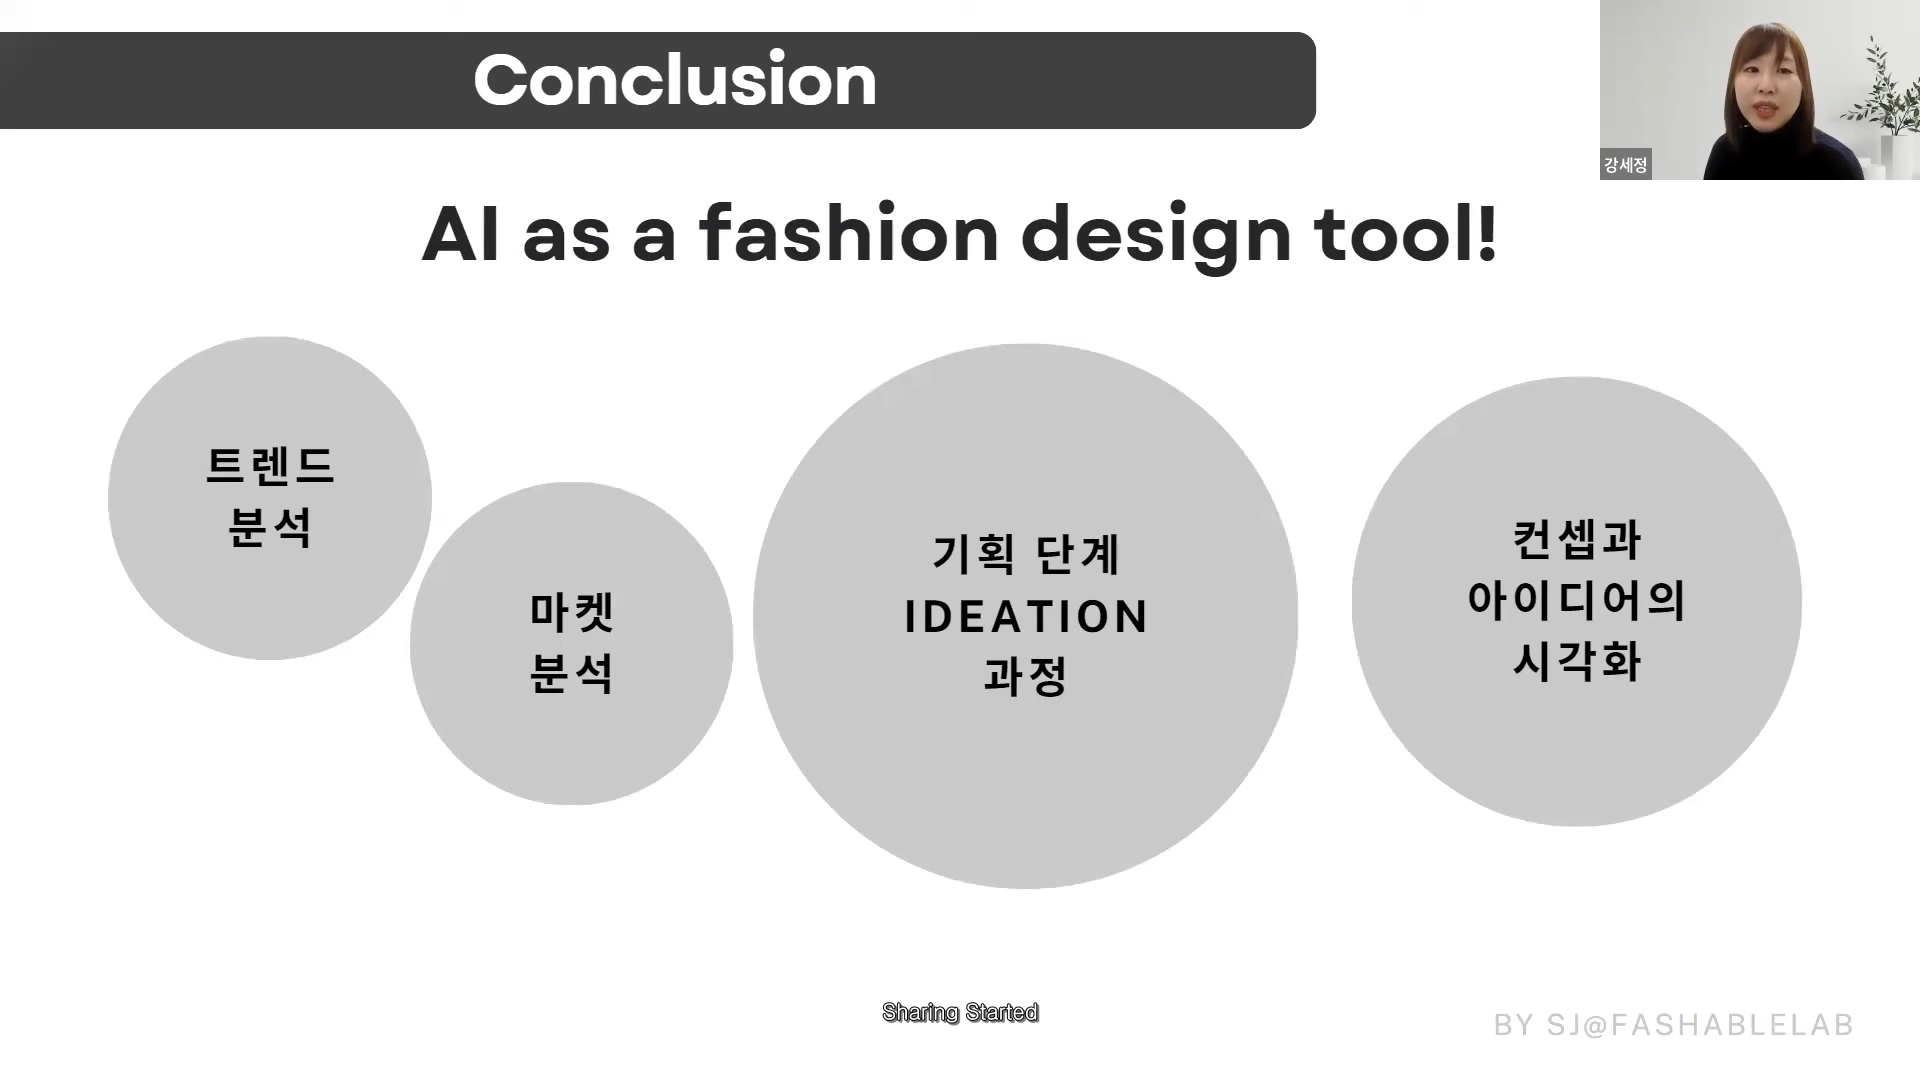 Conclusion
강세정
AI as a fashion design tool!
트렌드
분석
마켓
분석
기획 단계
IDEATION
과정
컨셉과
아이디어의
시각화
Sharing Started
BY SJ@FASHABLELAB